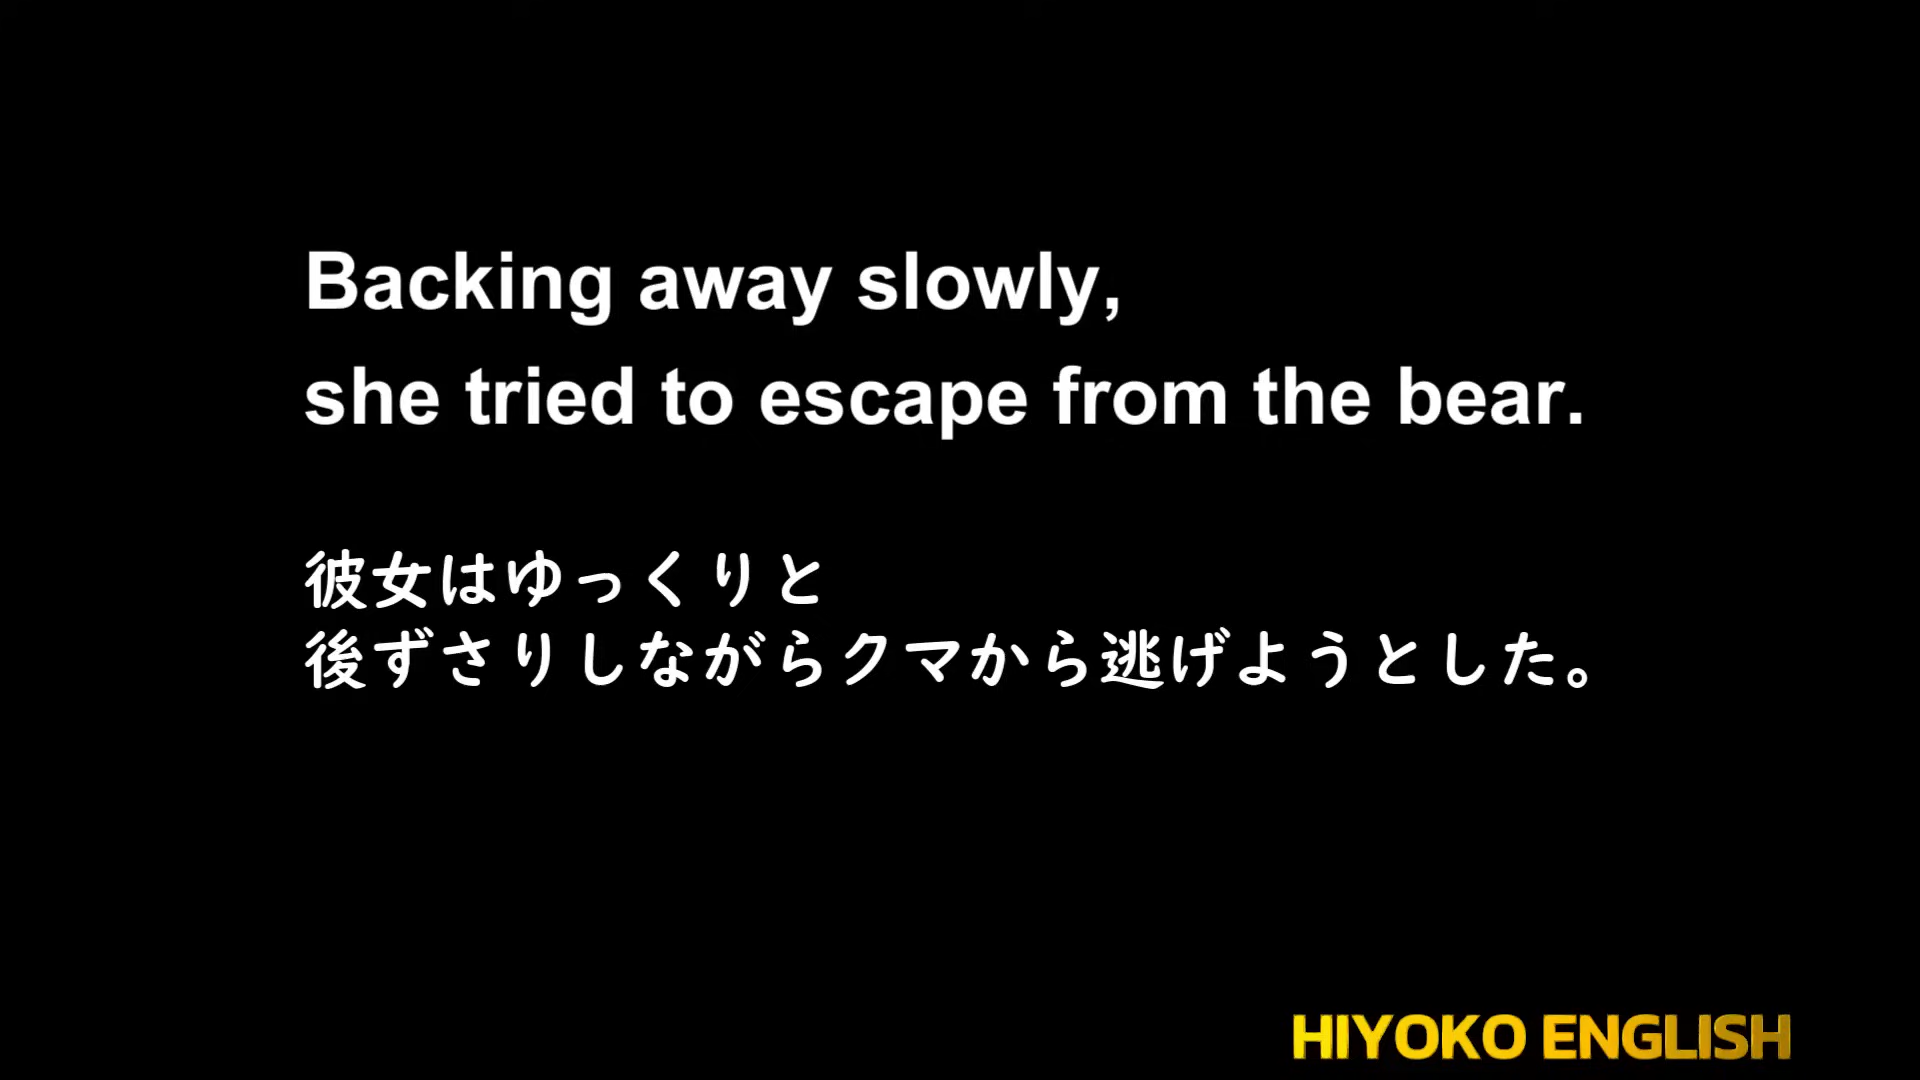 Backing away slowly,
she tried to escape from the bear.
彼女はゆっくりと
後ずさりしながらクマから逃げようとした。
HIYOKO ENGLISH